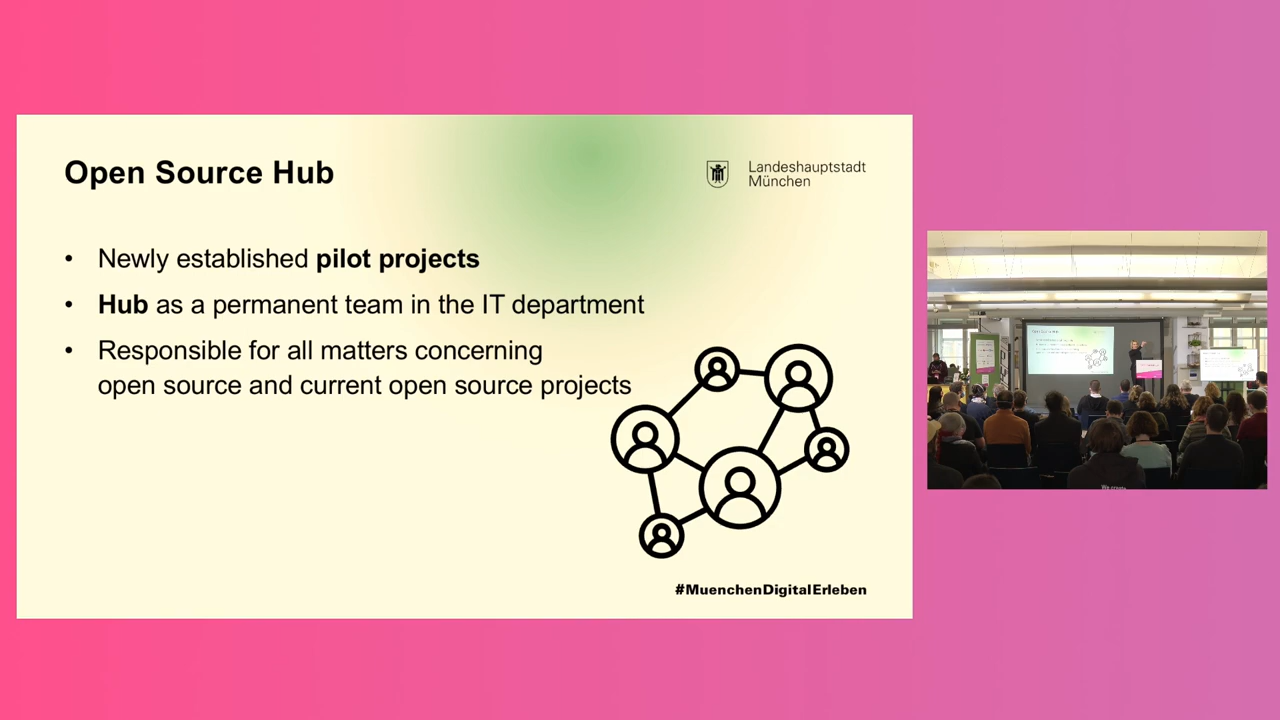 Open Source Hub
Landeshauptstadt
München
• Newly established pilot projects
• Hub as a permanent team in the IT department
• Responsible for all matters concerning
open source and current open source projects
#MuenchenDigitalErleben